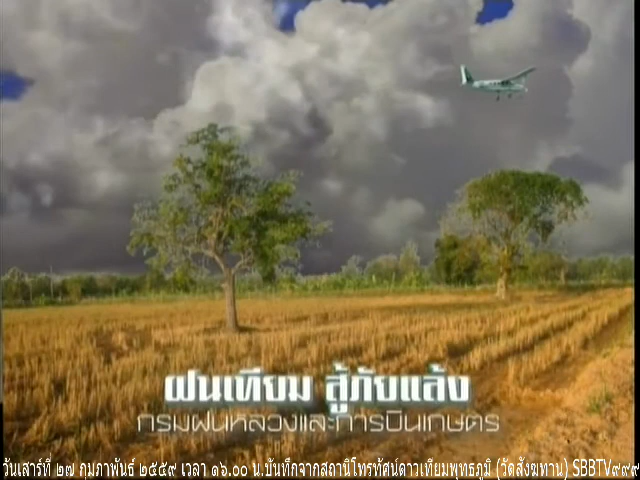 ฝนเทียม สู้ภัยแล้ง
กรมฝนหลวงและการบินเกษตร
วันเสาร์ที่ ๒๗ กุมภาพันธ์ ๒๕๕๙ เวลา ๑๖.๐๐ น.บันทึกจากสถานีโทรทัศน์ดาวเทียมพุทธภูมิ (วัดสังฆทาน) SBBTV๙๙๙